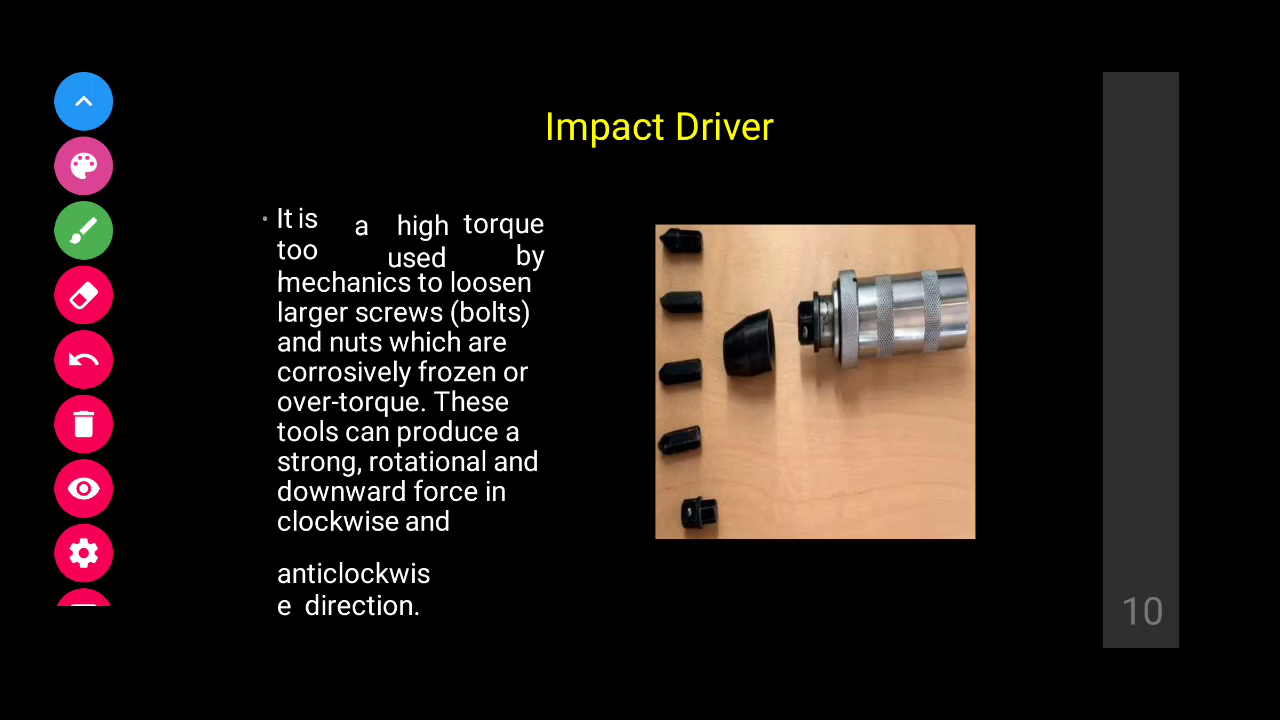 Impact Driver
• It is a high torque
too used by
mechanics to loosen
larger screws (bolts)
and nuts which are
corrosively frozen or
over-torque. These
tools can produce a
strong, rotational and
downward force in
clockwise and
anticlockwis
e direction.
10